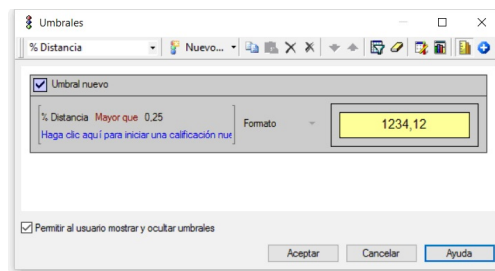 Umbrales
% Distancia
Nuevo...
Umbral nuevo
% Distancia Mayor que 0,25
Haga clic aquí para iniciar una calificación nue
Formato
1234,12
Permitir al usuario mostrar y ocultar umbrales
Aceptar
Cancelar
Ayuda